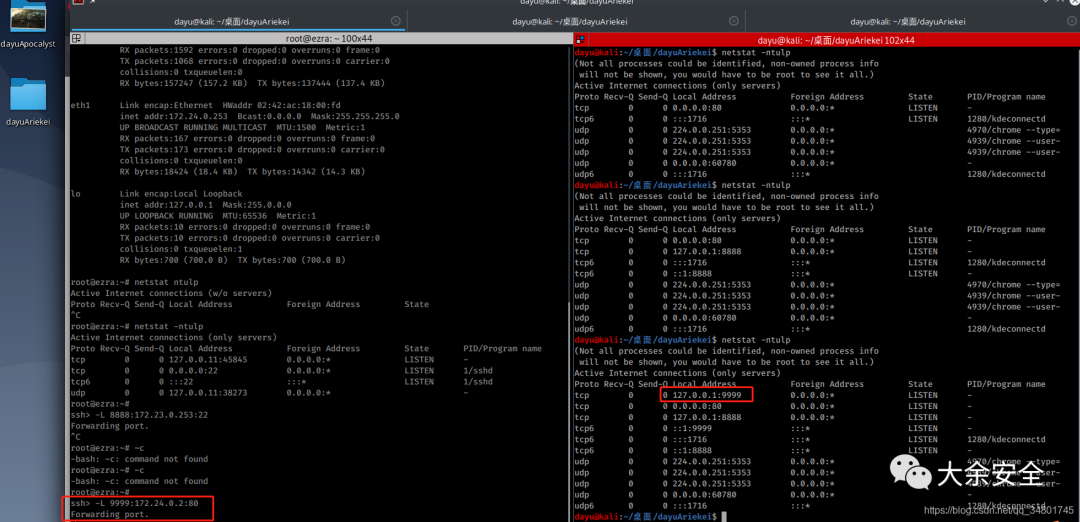 dayu@kali: ~/桌面/dayuAriekei
dayu@kali: ~/桌面/dayuAriekei
dayu@kali: ~/桌面/dayuAriekei
dayu@kali: ~/桌面/dayuAriekei
dayuApocalyst
dayuAriekei
root@ezra: ~ 100x44
RX packets:1592 errors:0 dropped:0 overruns:0 frame:0
TX packets:1068 errors:0 dropped:0 overruns:0 carrier:0
collisions:0 txqueuelen:0
RX bytes:157247 (157.2 KB)  TX bytes:137444 (137.4 KB)
eth1 Link encap:Ethernet  HWaddr 02:42:ac:18:00:fd
inet addr:172.24.0.253  Bcast:0.0.0.0  Mask:255.255.255.0
UP BROADCAST RUNNING MULTICAST  MTU:1500  Metric:1
RX packets:167 errors:0 dropped:0 overruns:0 frame:0
TX packets:173 errors:0 dropped:0 overruns:0 carrier:0
collisions:0 txqueuelen:0
RX bytes:18424 (18.4 KB)  TX bytes:14342 (14.3 KB)
lo Link encap:Local Loopback
inet addr:127.0.0.1  Mask:255.0.0.0
UP LOOPBACK RUNNING  MTU:65536  Metric:1
RX packets:10 errors:0 dropped:0 overruns:0 frame:0
TX packets:10 errors:0 dropped:0 overruns:0 carrier:0
collisions:0 txqueuelen:1
RX bytes:700 (700.0 B)  TX bytes:700 (700.0 B)
root@ezra:~# netstat ntulp
Active Internet connections (w/o servers)
Proto Recv-Q Send-Q Local Address Foreign Address State
^C
root@ezra:~# netstat -ntulp
Active Internet connections (only servers)
Proto Recv-Q Send-Q Local Address Foreign Address State PID/Program name
tcp 0 0 127.0.0.11:45845 0.0.0.0:* LISTEN -
tcp 0 0 0.0.0.0:22 0.0.0.0:* LISTEN 1/sshd
tcp6 0 0 :::22 :::* LISTEN 1/sshd
udp 0 0 127.0.0.11:38273 0.0.0.0:* -
root@ezra:~#
ssh> -L 8888:172.23.0.253:22
Forwarding port.
^C
root@ezra:~# ~c
-bash: ~c: command not found
root@ezra:~# ~c
-bash: ~c: command not found
root@ezra:~#
ssh> -L 9999:172.24.0.2:80
Forwarding port.
dayu@kali: ~/桌面/dayuAriekei 102x44
dayu@kali:~/桌面/dayuAriekei$ netstat -ntulp
(Not all processes could be identified, non-owned process info
will not be shown, you would have to be root to see it all.)
Active Internet connections (only servers)
Proto Recv-Q Send-Q Local Address Foreign Address State PID/Program name
tcp 0 0 0.0.0.0:80 0.0.0.0:* LISTEN -
tcp6 0 0 :::1716 :::* LISTEN 1280/kdeconnectd
udp 0 0 224.0.0.251:5353 0.0.0.0:* 4970/chrome --type=
udp 0 0 224.0.0.251:5353 0.0.0.0:* 4939/chrome --user-
udp 0 0 224.0.0.251:5353 0.0.0.0:* 4939/chrome --user-
udp 0 0 0.0.0.0:60780 0.0.0.0:* -
udp6 0 0 :::1716 :::* 1280/kdeconnectd
dayu@kali:~/桌面/dayuAriekei$ netstat -ntulp
(Not all processes could be identified, non-owned process info
will not be shown, you would have to be root to see it all.)
Active Internet connections (only servers)
Proto Recv-Q Send-Q Local Address Foreign Address State PID/Program name
tcp 0 0 0.0.0.0:80 0.0.0.0:* LISTEN -
tcp 0 0 127.0.0.1:8888 0.0.0.0:* LISTEN -
tcp6 0 0 :::1716 :::* LISTEN 1280/kdeconnectd
tcp6 0 0 ::1:8888 :::* LISTEN -
udp 0 0 224.0.0.251:5353 0.0.0.0:* 4970/chrome --type=
udp 0 0 224.0.0.251:5353 0.0.0.0:* 4939/chrome --user-
udp 0 0 224.0.0.251:5353 0.0.0.0:* 4939/chrome --user-
udp 0 0 0.0.0.0:60780 0.0.0.0:* -
udp6 0 0 :::1716 :::* 1280/kdeconnectd
dayu@kali:~/桌面/dayuAriekei$ netstat -ntulp
(Not all processes could be identified, non-owned process info
will not be shown, you would have to be root to see it all.)
Active Internet connections (only servers)
Proto Recv-Q Send-Q Local Address Foreign Address State PID/Program name
tcp 0 0 127.0.0.1:9999 0.0.0.0:* LISTEN -
tcp 0 0 0.0.0.0:80 0.0.0.0:* LISTEN -
tcp 0 0 127.0.0.1:8888 0.0.0.0:* LISTEN -
tcp6 0 0 ::1:9999 :::* LISTEN -
tcp6 0 0 :::1716 :::* LISTEN 1280/kdeconnectd
tcp6 0 0 ::1:8888 :::* LISTEN -
udp 0 0 224.0.0.251:5353 0.0.0.0:* 4970/chrome --type=
udp 0 0 224.0.0.251:5353 0.0.0.0:* 4939/chrome --user-
udp 0 0 224.0.0.251:5353 0.0.0.0:* 4939/chrome --user-
udp 0 0 0.0.0.0:60780 0.0.0.0:* -
udp6 0 0 :::1716 :::* 1280/kdeconnectd
dayu@kali:~/桌面/dayuAriekei$
大余安全
https://blog.csdn.net/qq_34801745